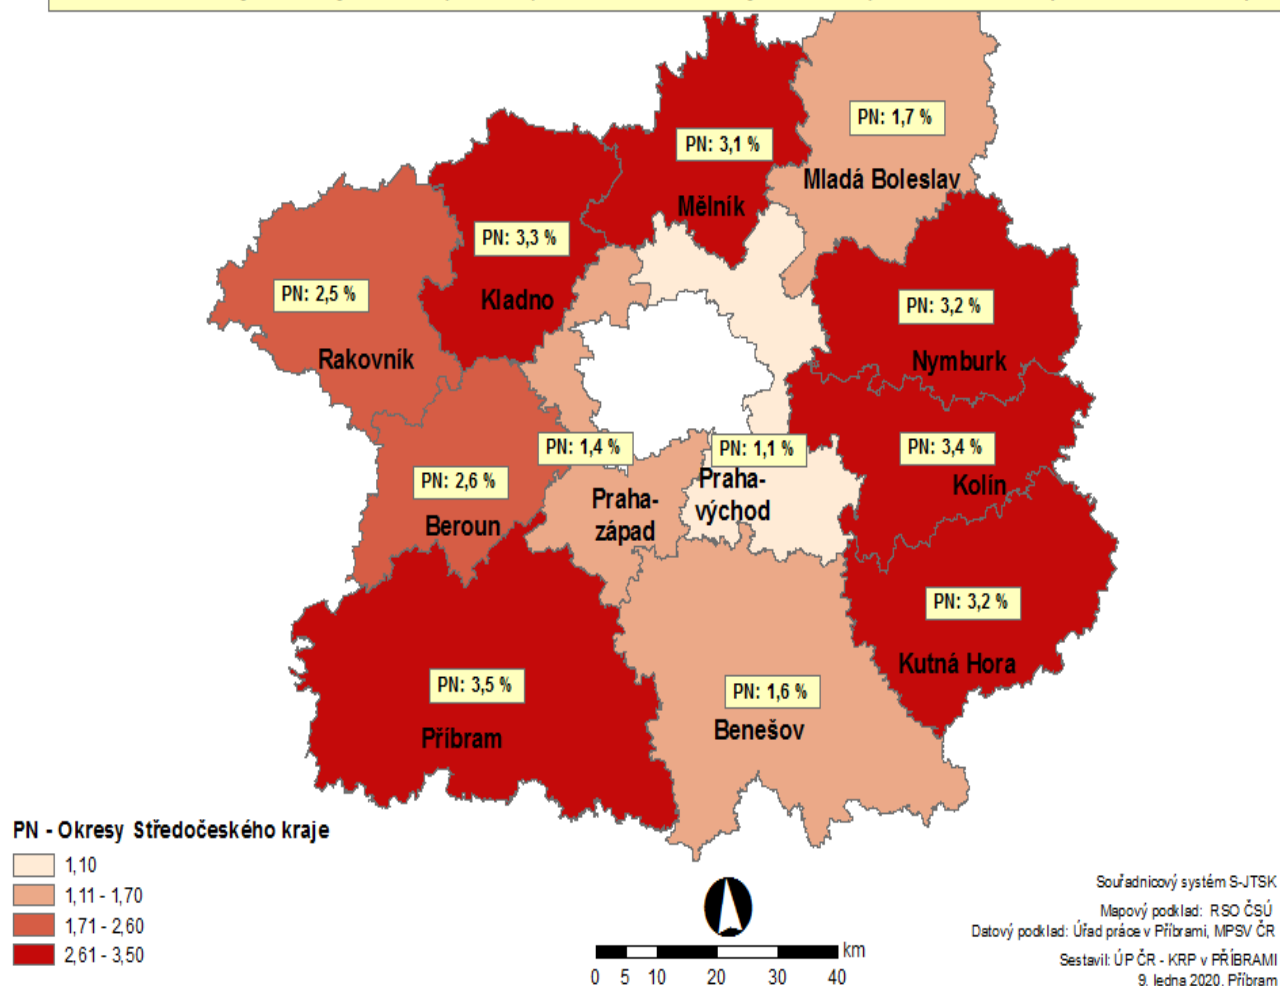 PN: 1,7 %
Mladá Boleslav
PN: 3,1 %
Mělník
PN: 3,3 %
Kladno
PN: 2,5 %
Rakovník
PN: 3,2 %
Nymburk
PN: 1,4 %
PN: 1,1 %
PN: 3,4 %
Kolín
PN: 2,6 %
Beroun
Praha-
západ
Praha-
východ
PN: 3,2 %
Kutná Hora
PN: 3,5 %
Příbram
PN: 1,6 %
Benešov
PN - Okresy Středočeského kraje
1,10
1,11 - 1,70
1,71 - 2,60
2,61 - 3,50
km
0 5 10 20 30 40
Souřadnicový systém S-JTSK
Mapový podklad: RSO ČSÚ
Datový podklad: Úřad práce v Příbrami, MPSV ČR
Sestavil: ÚP ČR - KRP v PŘÍBRAMI
9. ledna 2020, Příbram